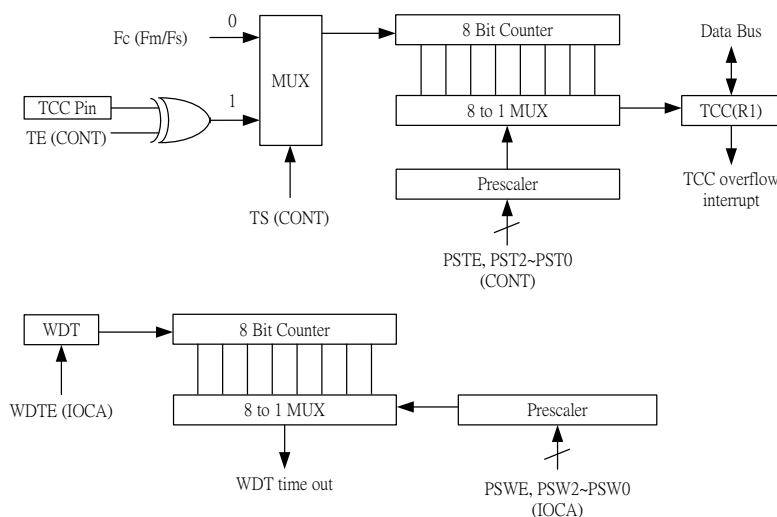 Fc (Fm/Fs)
0
MUX
8 Bit Counter
Data Bus
TCC Pin
1
8 to 1 MUX
TCC(R1)
TE (CONT)
Prescaler
TCC overflow
interrupt
TS (CONT)
PSTE, PST2~PST0
(CONT)
WDT
8 Bit Counter
WDTE (IOCA)
8 to 1 MUX
Prescaler
WDT time out
PSWE, PSW2~PSW0
(IOCA)